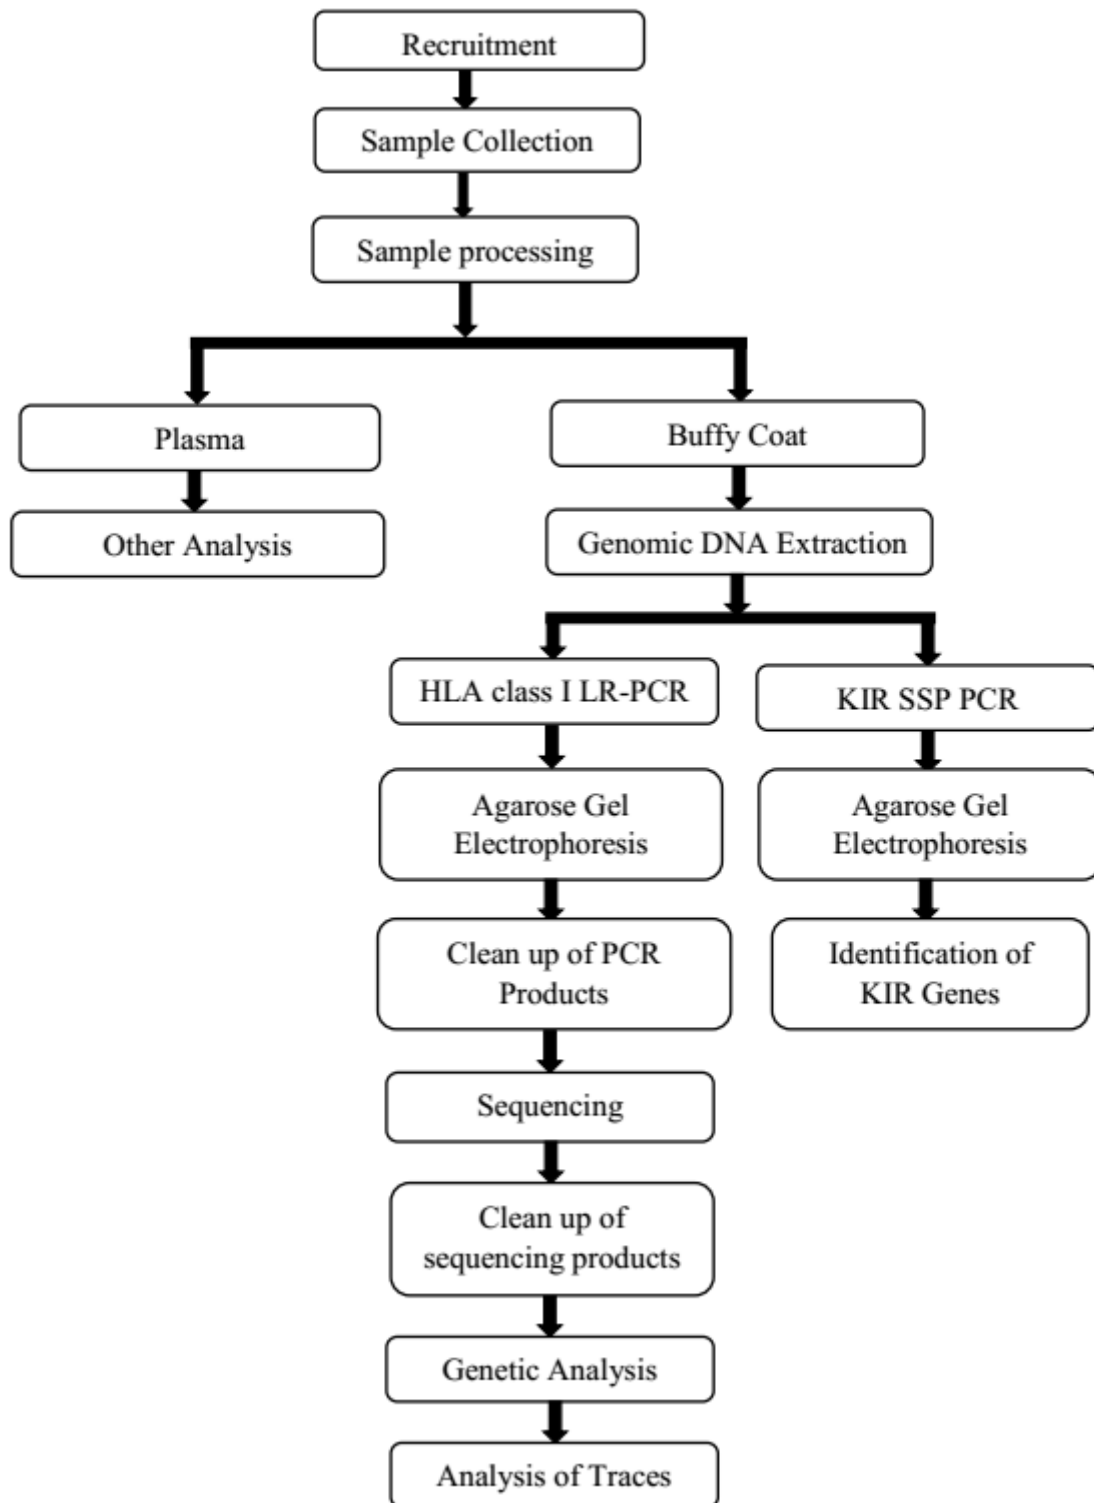 Recruitment
Sample Collection
Sample processing
Plasma
Buffy Coat
Other Analysis
Genomic DNA Extraction
HLA class I LR-PCR
KIR SSP PCR
Agarose Gel
Electrophoresis
Agarose Gel
Electrophoresis
Clean up of PCR
Products
Identification of
KIR Genes
Sequencing
Clean up of
sequencing products
Genetic Analysis
Analysis of Traces